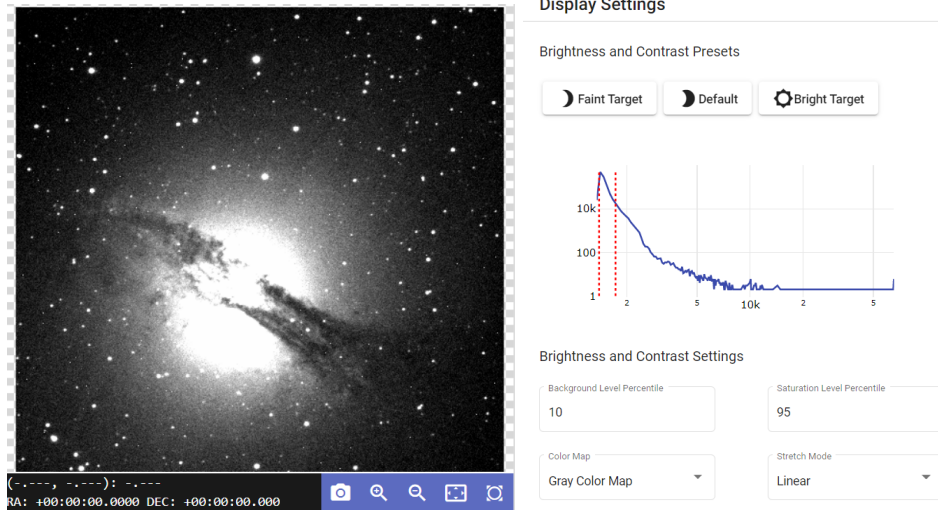 Display Settings
Brightness and Contrast Presets
Faint Target
Default
Bright Target
10k
100
1
2
5
10k
2
5
Brightness and Contrast Settings
Background Level Percentile
10
Saturation Level Percentile
95
Color Map
Gray Color Map
Stretch Mode
Linear
(-.---, -.---): -.---
RA: +00:00:00.0000 DEC: +00:00:00.000